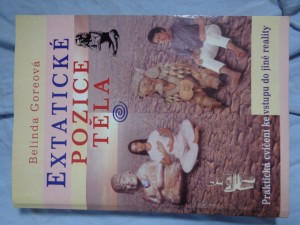 Belinda Goreová
EXTATICKÉ
POZICE
TĚLA
Praktická cvičení ke vstupu do jiné reality